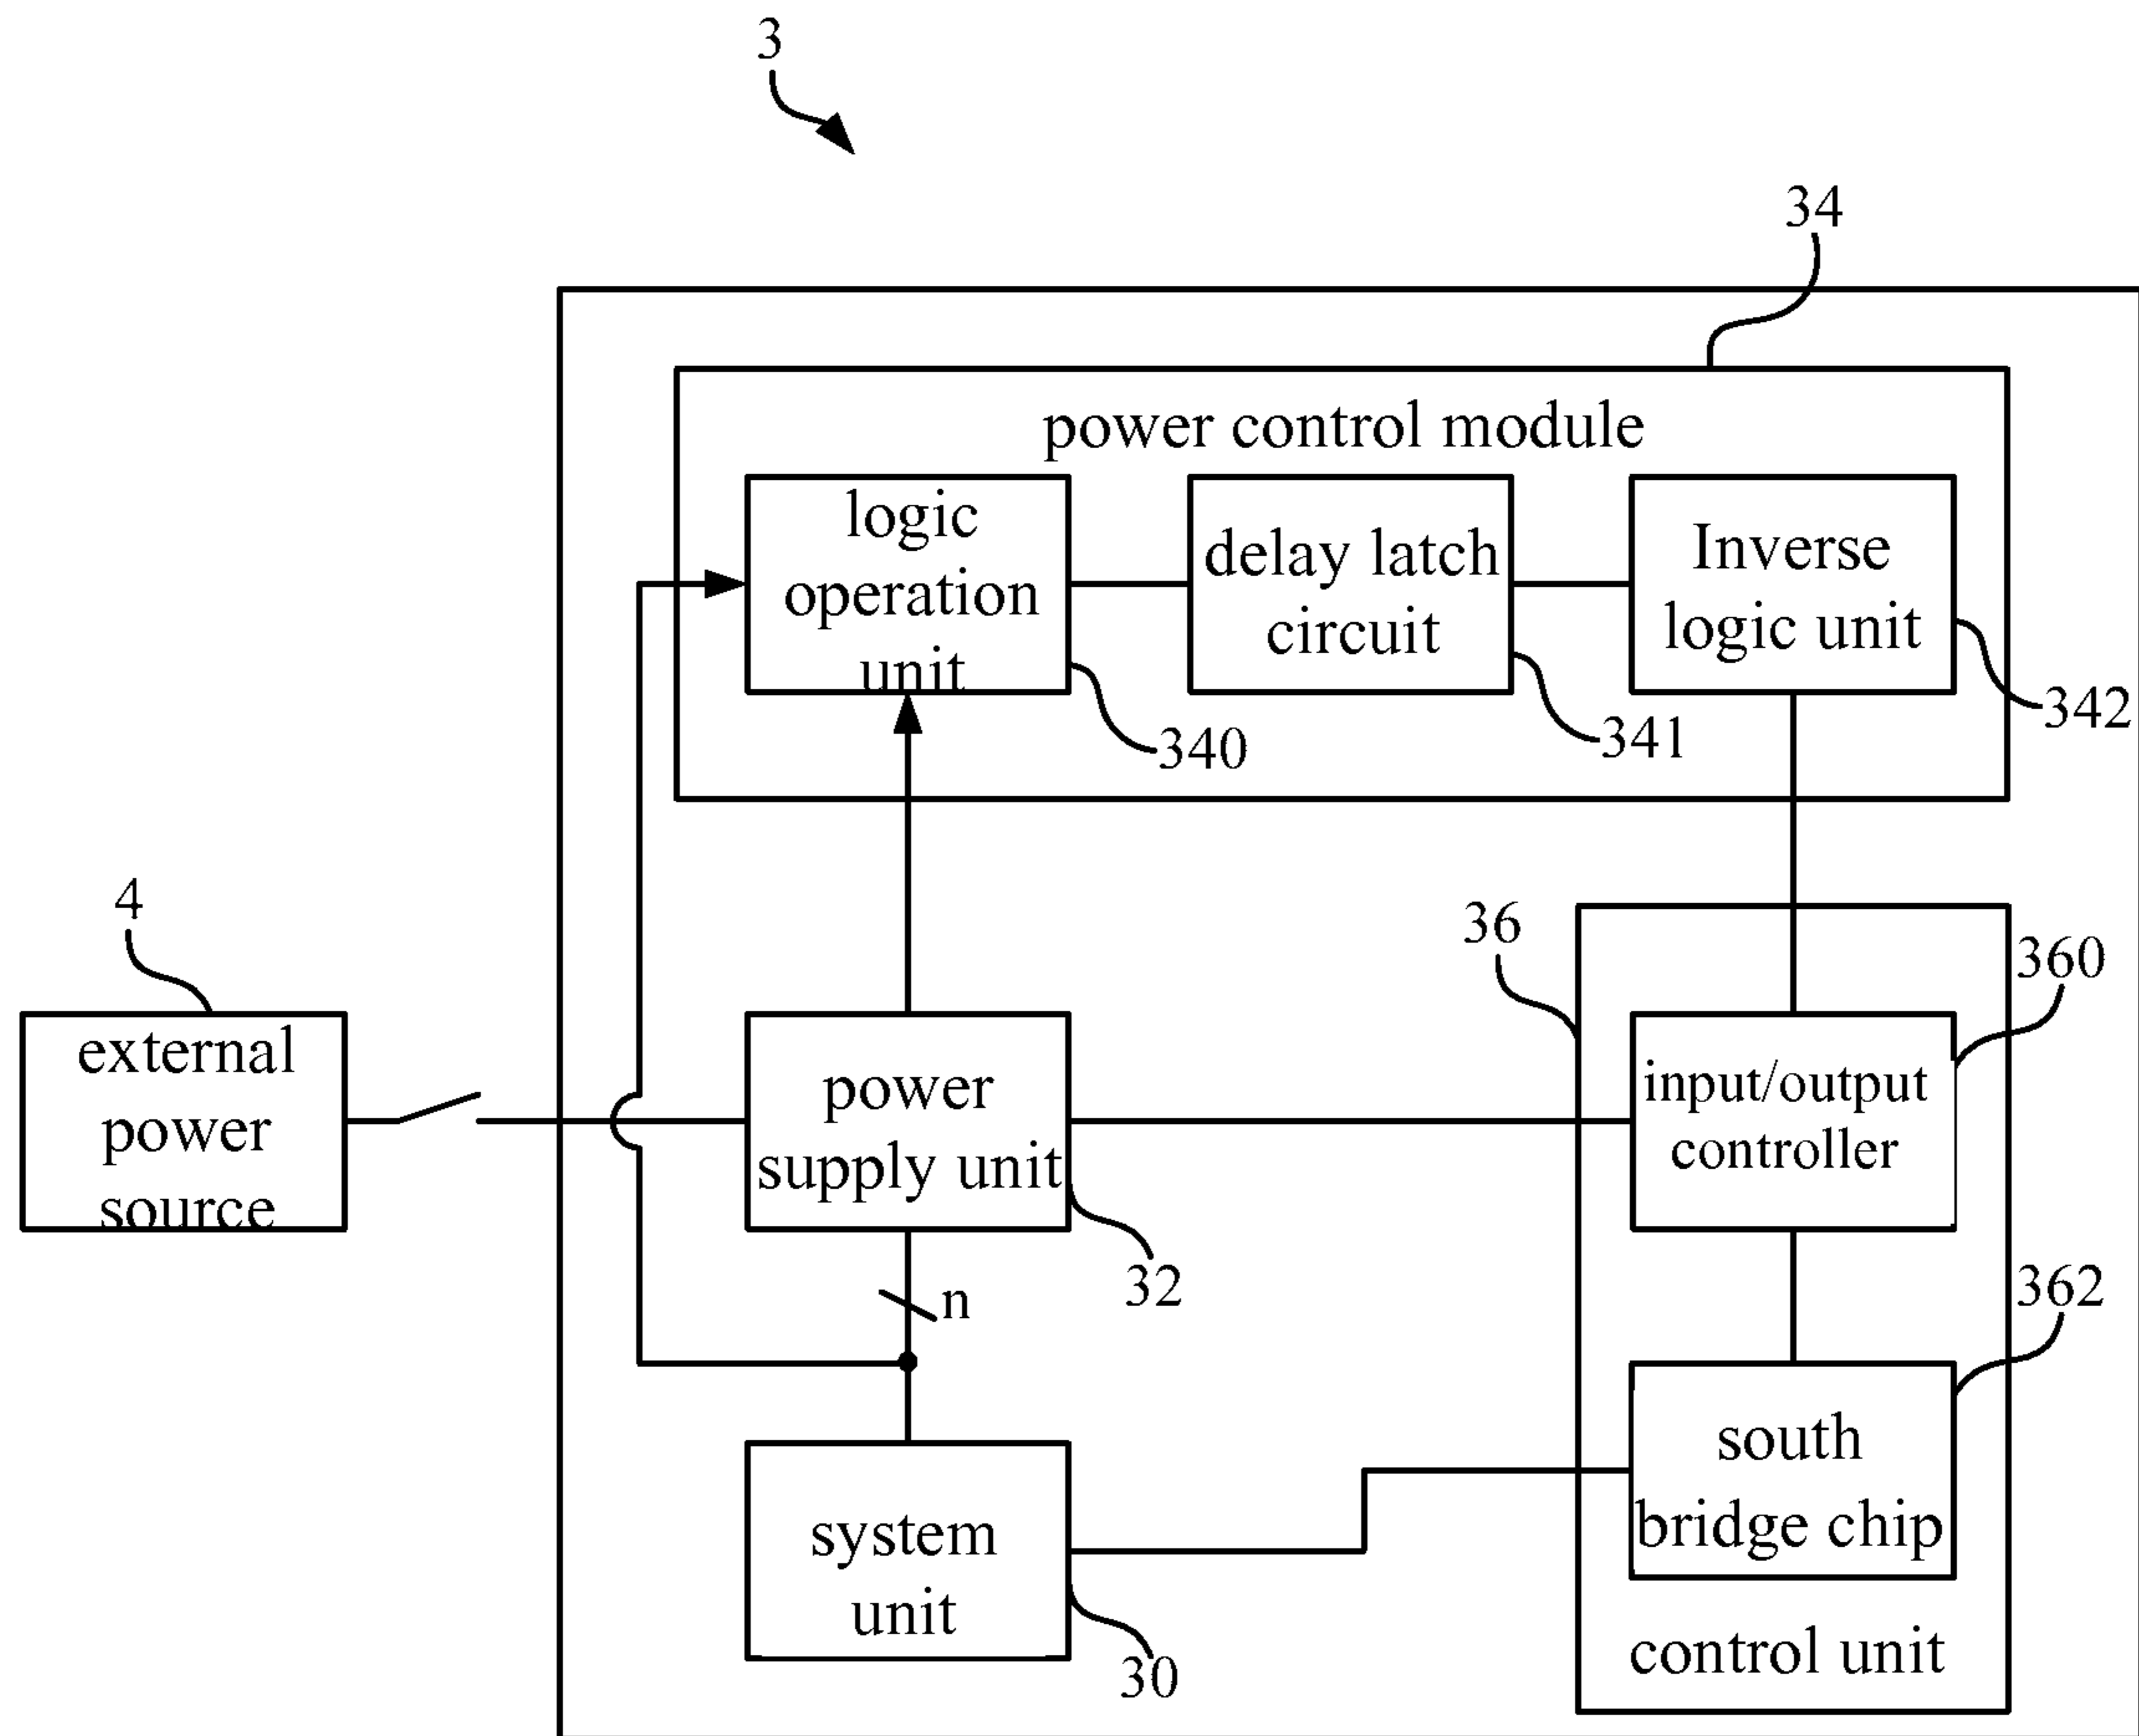 3
34
power control module
logic
operation
unit
delay latch
circuit
Inverse
logic unit
340
341
342
4
36
360
external
power
source
power
supply unit
input/output
controller
32
n
362
south
bridge chip
system
unit
30
control unit